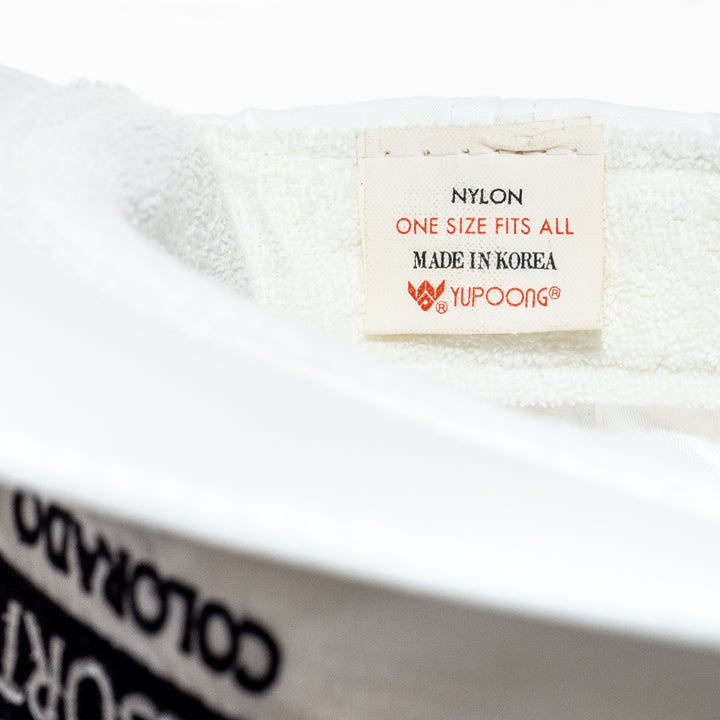 NYLON
ONE SIZE FITS ALL
MADE IN KOREA
YUPOONG®
COLORADO